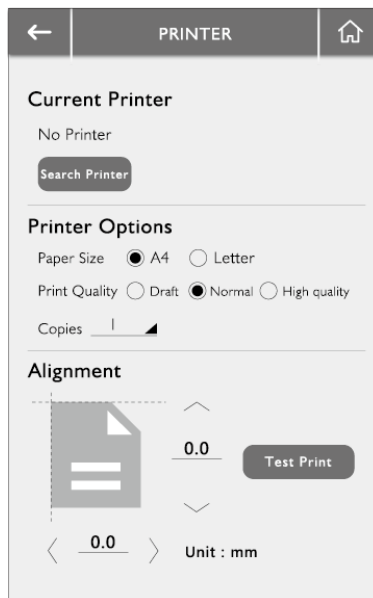 PRINTER
Current Printer
No Printer
Search Printer
Printer Options
Paper Size A4 Letter
Print Quality Draft Normal High quality
Copies 1
Alignment
0.0
Test Print
0.0 Unit : mm